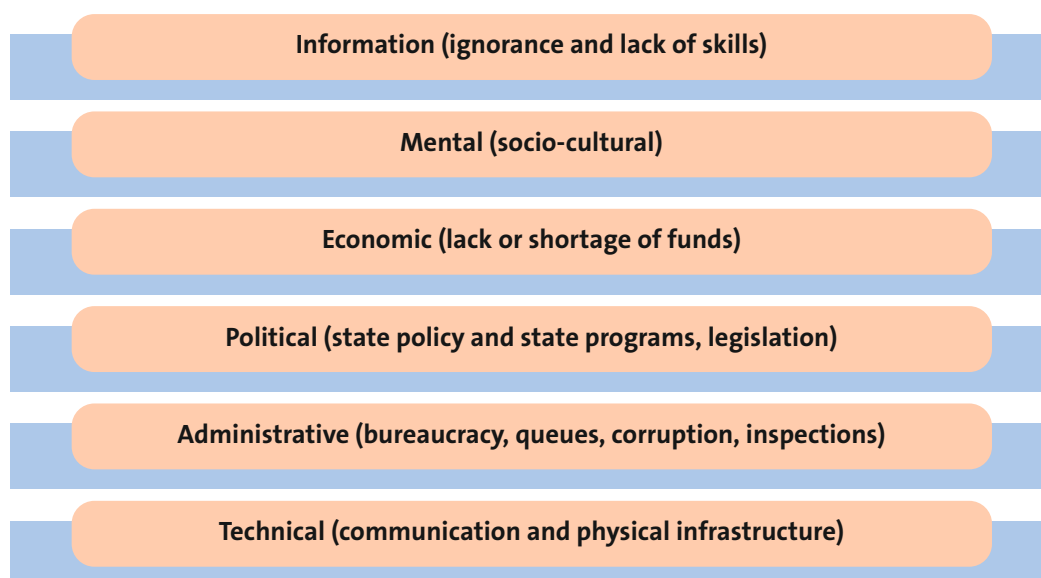 Information (ignorance and lack of skills)
Mental (socio-cultural)
Economic (lack or shortage of funds)
Political (state policy and state programs, legislation)
Administrative (bureaucracy, queues, corruption, inspections)
Technical (communication and physical infrastructure)